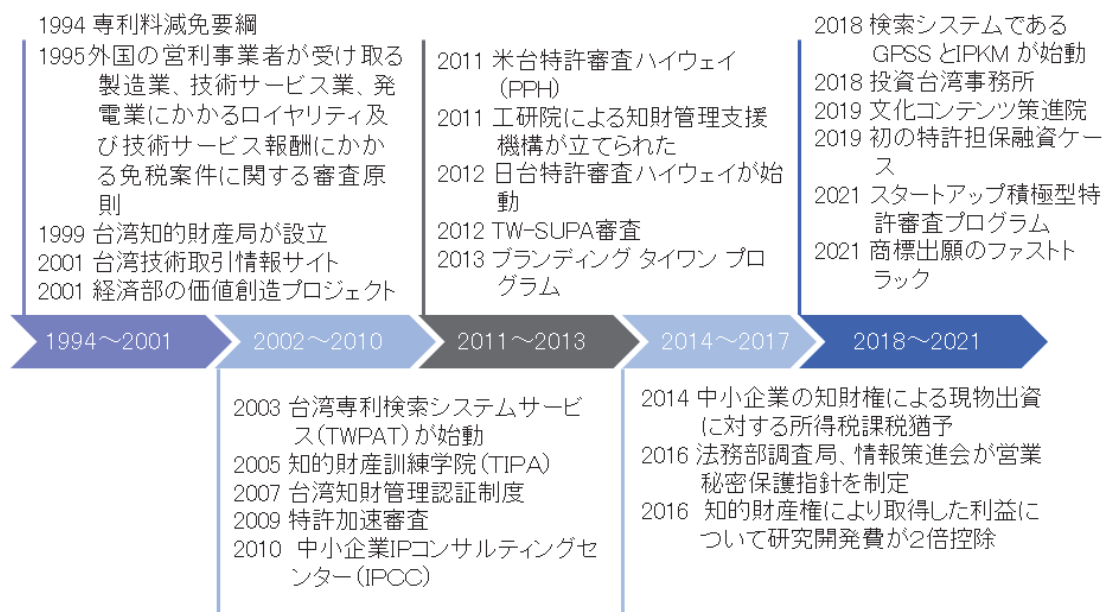 1994 専利料減免要綱
1995外国の営利事業者が受け取る
製造業、技術サービス業、発
電業にかかるロイヤリティ及
び技術サービス報酬にかか
る免税案件に関する審査原
則
1999 台湾知的財産局が設立
2001 台湾技術取引情報サイト
2001 経済部の価値創造プロジェクト
2011 米台特許審査ハイウェイ
(PPH)
2011 工研院による知財管理支援
機構が立てられた
2012 日台特許審査ハイウェイが始
動
2012 TW-SUPA審査
2013 ブランディング タイワン プロ
グラム
2018 検索システムである
GPSS とIPKM が始動
2018 投資台湾事務所
2019 文化コンテンツ策進院
2019 初の特許担保融資ケー
ス
2021 スタートアップ積極型特
許審査プログラム
2021 商標出願のファストト
ラック
1994～2001
2002～2010
2011～2013
2014～2017
2018～2021
2003 台湾専利検索システムサービ
ス(TWPAT) が始動
2005 知的財産訓練学院(TIPA)
2007 台湾知財管理認証制度
2009 特許加速審査
2010 中小企業IPコンサルティングセ
ンター(IPCC)
2014 中小企業の知財権による現物出資
に対する所得税課税猶予
2016 法務部調査局、情報策進会が営業
秘密保護指針を制定
2016 知的財産権により取得した利益に
ついて研究開発費が2倍控除